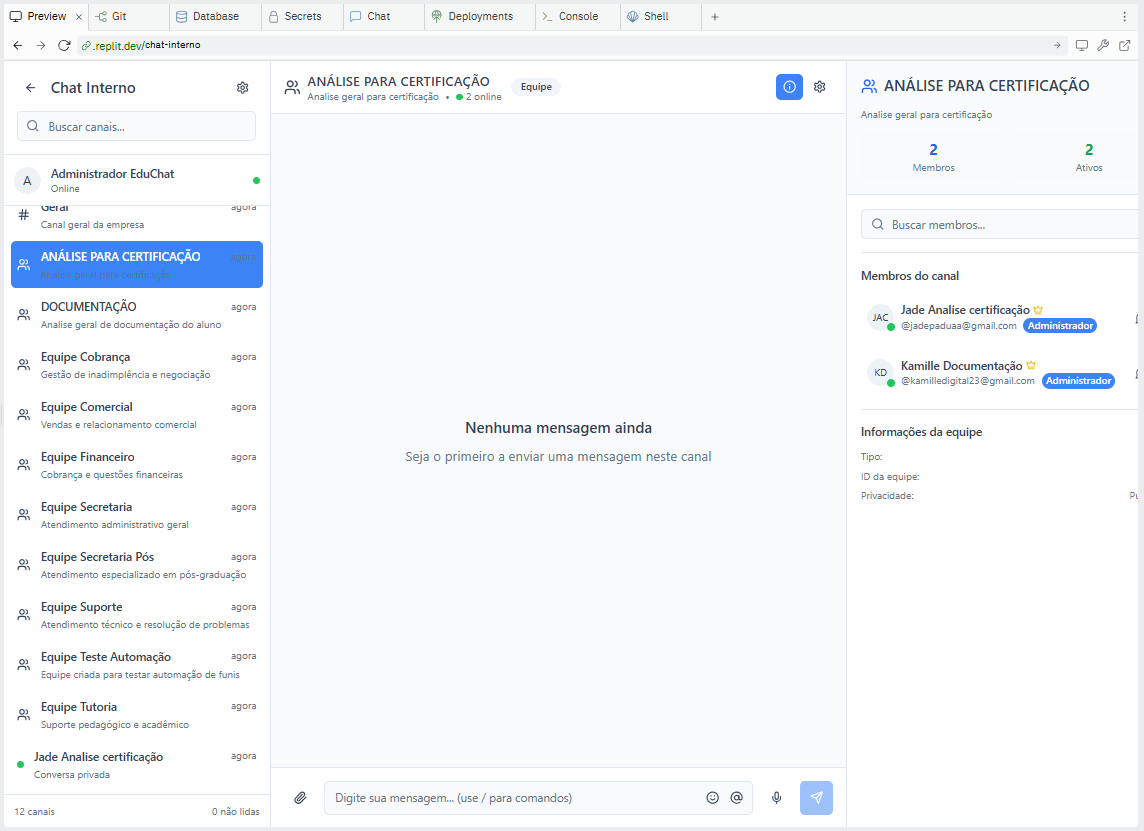 Preview
Git
Database
Secrets
Chat
Deployments
Console
Shell
.replit.dev/chat-interno
Chat Interno
Buscar canais...
A
Administrador EduChat
Online
Geral agora
Canal geral da empresa
ANÁLISE PARA CERTIFICAÇÃO agora
Analise geral para certificação
DOCUMENTAÇÃO agora
Analise geral de documentação do aluno
Equipe Cobrança agora
Gestão de inadimplência e negociação
Equipe Comercial agora
Vendas e relacionamento comercial
Equipe Financeiro agora
Cobrança e questões financeiras
Equipe Secretaria agora
Atendimento administrativo geral
Equipe Secretaria Pós agora
Atendimento especializado em pós-graduação
Equipe Suporte agora
Atendimento técnico e resolução de problemas
Equipe Teste Automação agora
Equipe criada para testar automação de funis
Equipe Tutoria agora
Suporte pedagógico e acadêmico
Jade Analise certificação agora
Conversa privada
12 canais 0 não lidas
ANÁLISE PARA CERTIFICAÇÃO Equipe
Analise geral para certificação • 2 online
Nenhuma mensagem ainda
Seja o primeiro a enviar uma mensagem neste canal
Digite sua mensagem... (use / para comandos)
ANÁLISE PARA CERTIFICAÇÃO
Analise geral para certificação
2 2
Membros Ativos
Buscar membros...
Membros do canal
JAC
Jade Analise certificação
@jadepaduaa@gmail.com Administrador
KD
Kamille Documentação
@kamilledigital23@gmail.com Administrador
Informações da equipe
Tipo:
ID da equipe:
Privacidade: